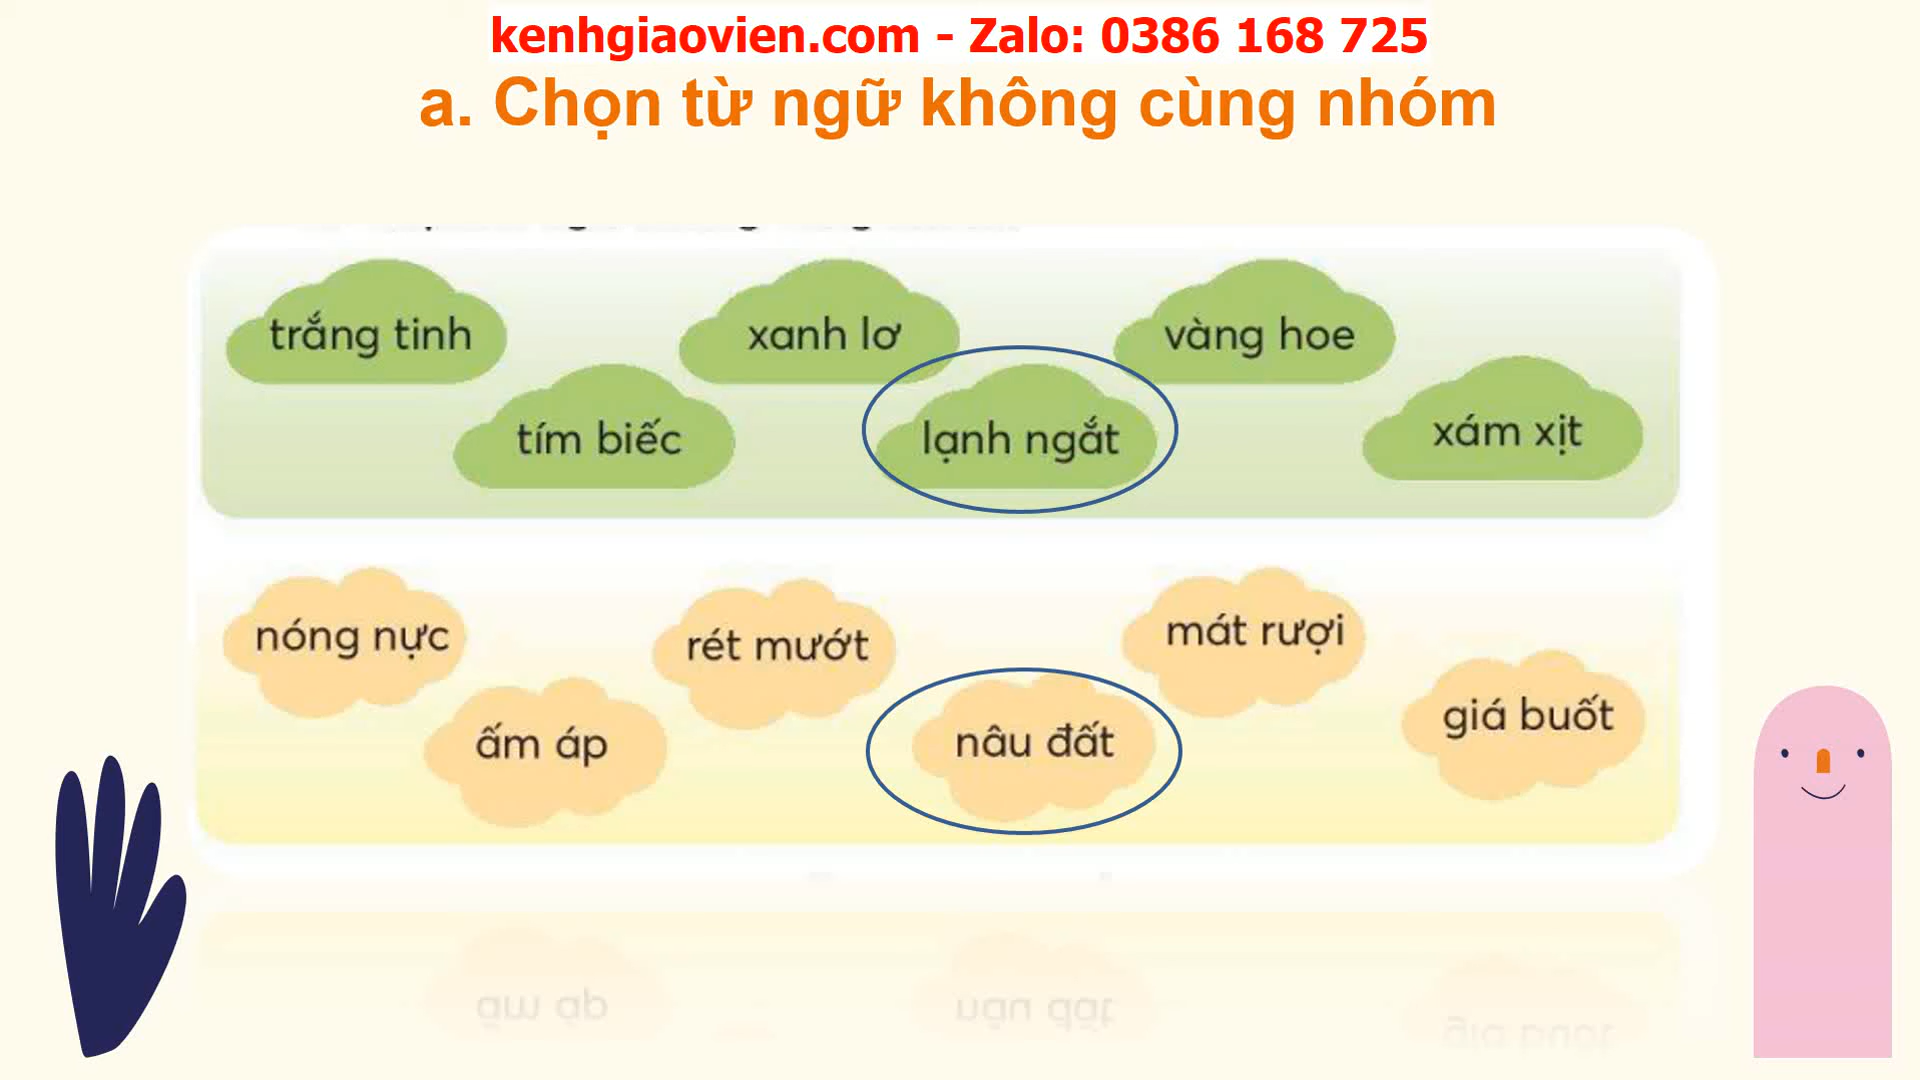 kenhgiaovien.com - Zalo: 0386 168 725
a. Chọn từ ngữ không cùng nhóm
trắng tinh
xanh lơ
vàng hoe
tím biếc
lạnh ngắt
xám xịt
nóng nực
rét mướt
mát rượi
ấm áp
nâu đất
giá buốt